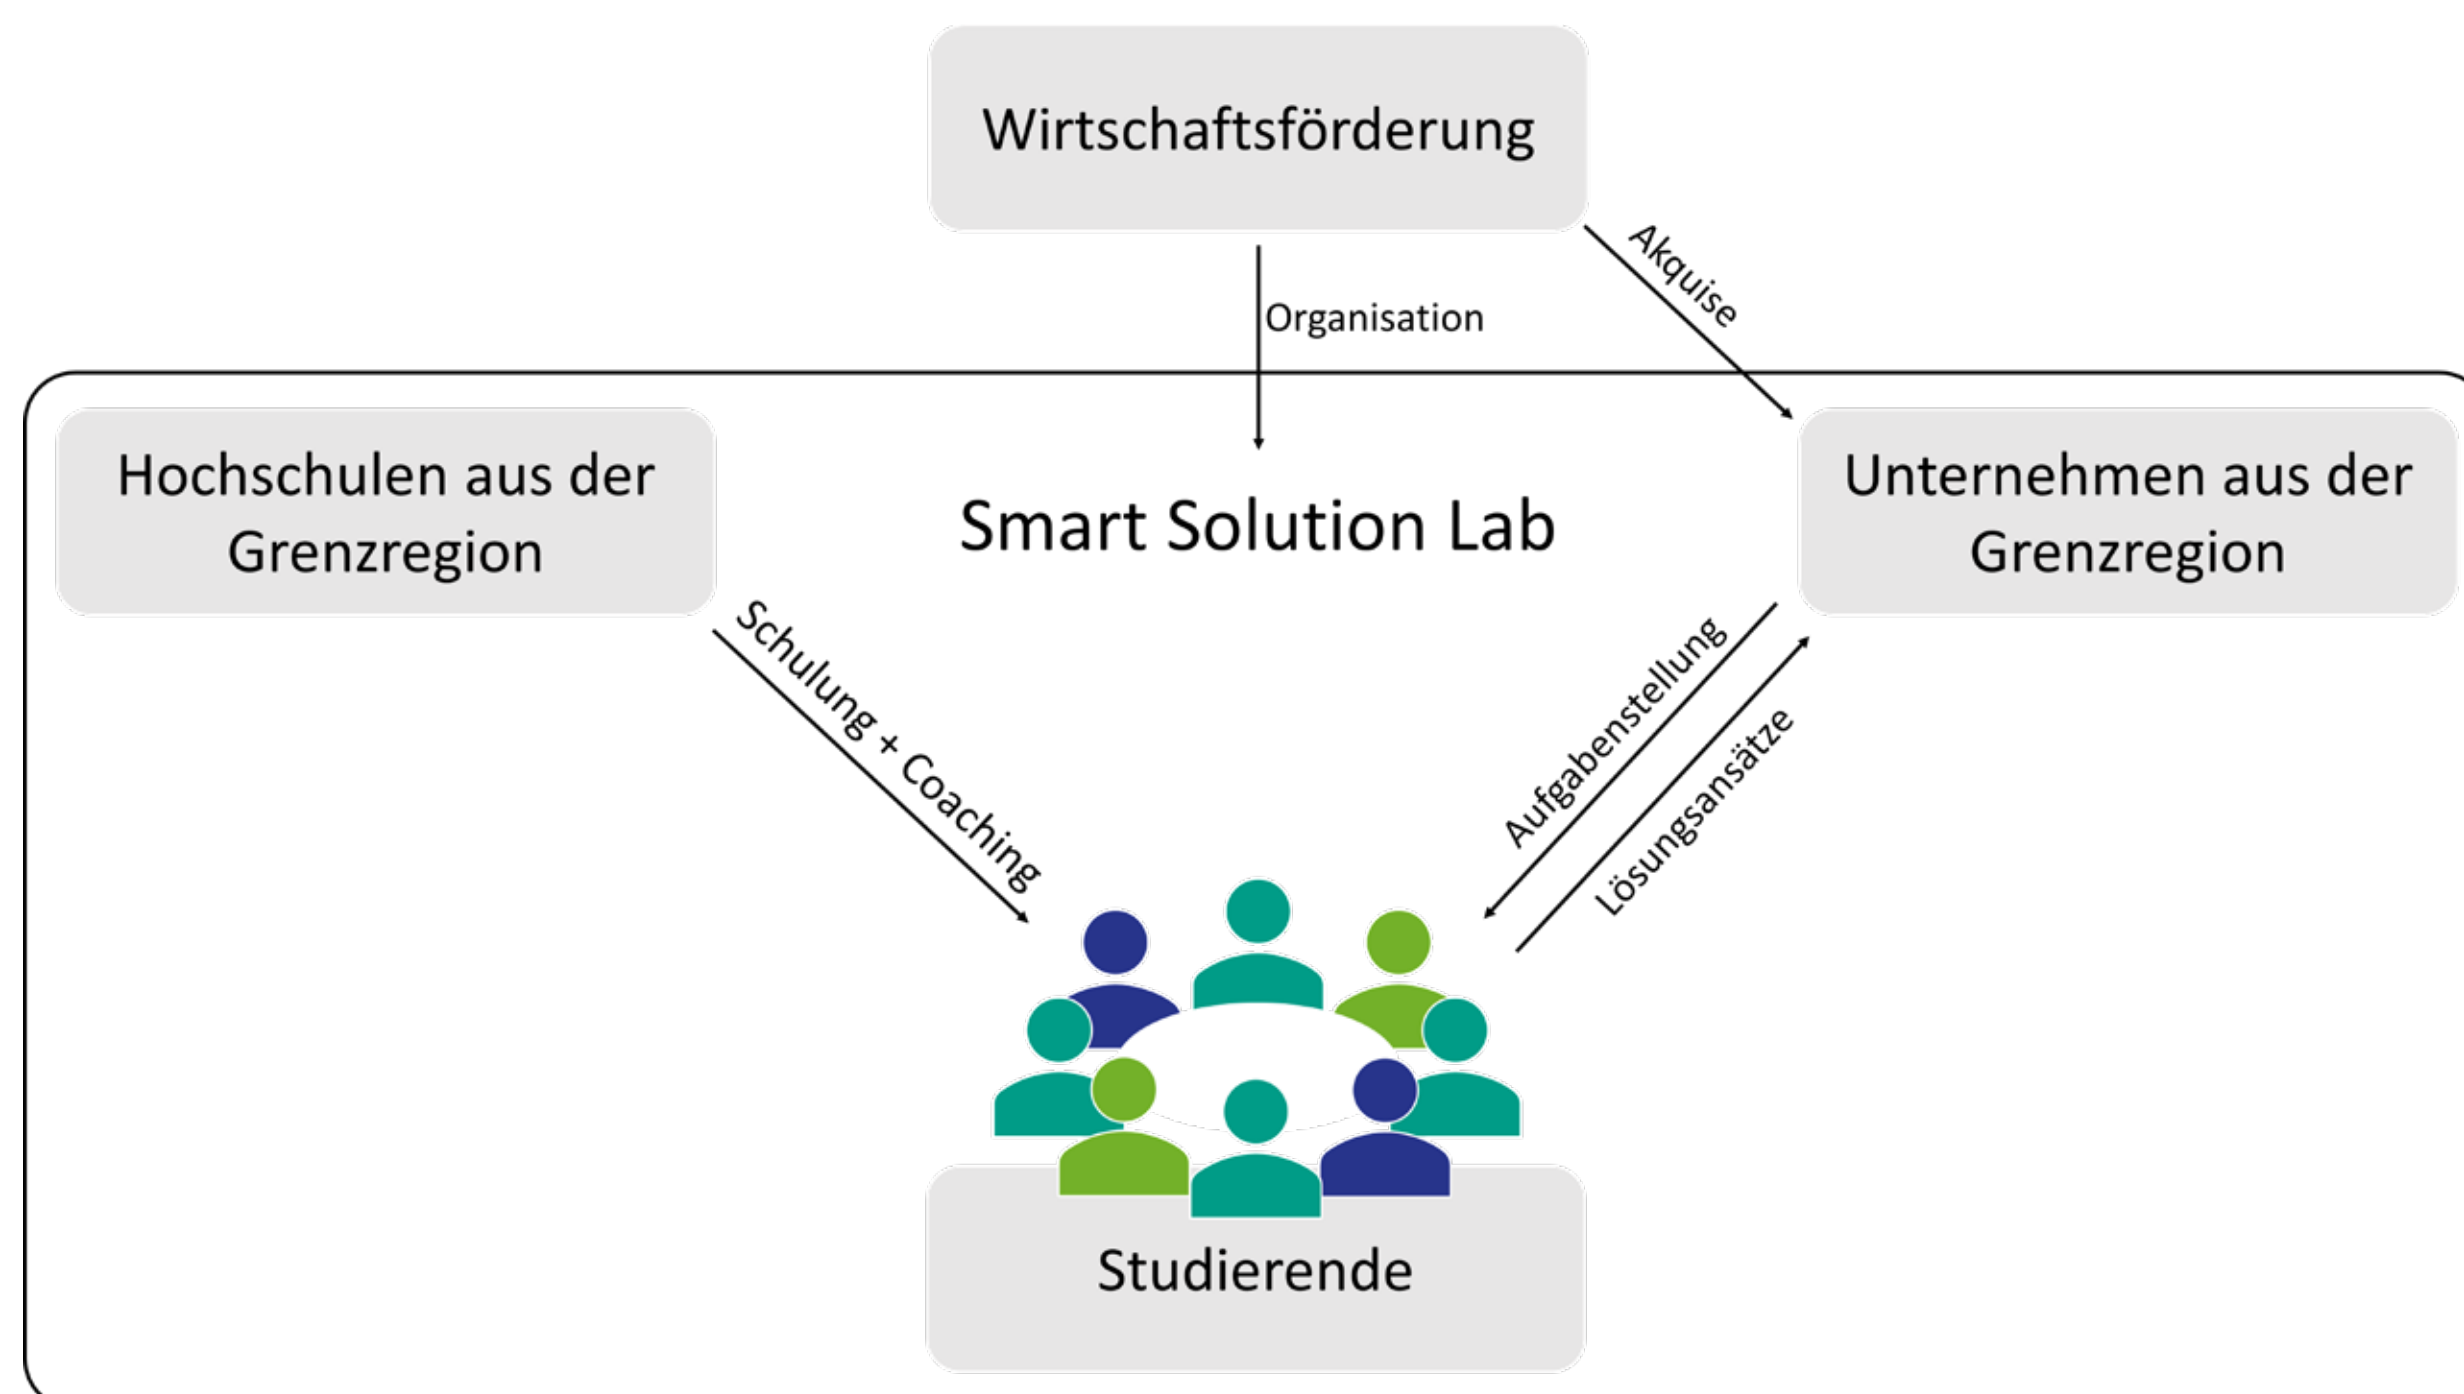 Wirtschaftsförderung
Akquise
Organisation
Hochschulen aus der
Grenzregion
Smart Solution Lab
Unternehmen aus der
Grenzregion
Schulung + Coaching
Aufgabenstellung
Lösungsansätze
Studierende